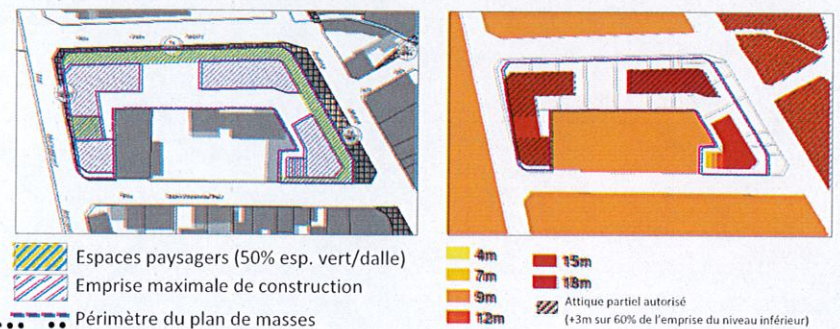 Espaces paysagers (50% esp. vert/dalle)
Emprise maximale de construction
Périmètre du plan de masses
4m
7m
9m
12m
15m
18m
Attique partiel autorisé
(+3m sur 60% de l'emprise du niveau inférieur)